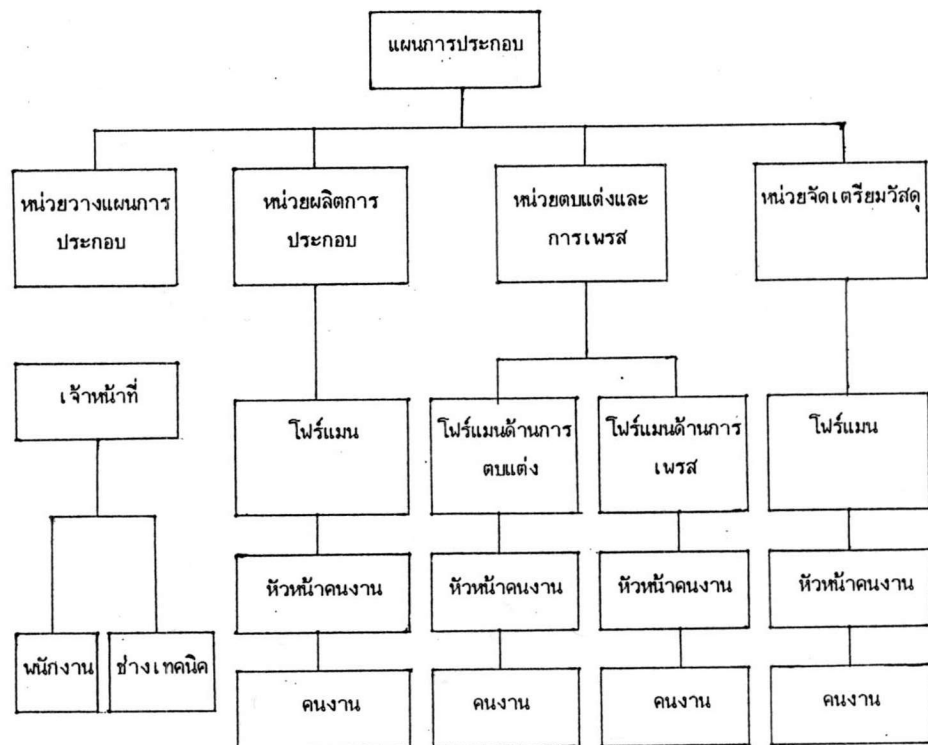 แผนการประกอบ
หน่วยวางแผนการ
ประกอบ
หน่วยผลิตการ
ประกอบ
หน่วยตบแต่งและ
การเพรส
หน่วยจัดเตรียมวัสดุ
เจ้าหน้าที่
โฟร์แมน
โฟร์แมนด้านการ
ตบแต่ง
โฟร์แมนด้านการ
เพรส
โฟร์แมน
หัวหน้าคนงาน
หัวหน้าคนงาน
หัวหน้าคนงาน
หัวหน้าคนงาน
พนักงาน
ช่างเทคนิค
คนงาน
คนงาน
คนงาน
คนงาน